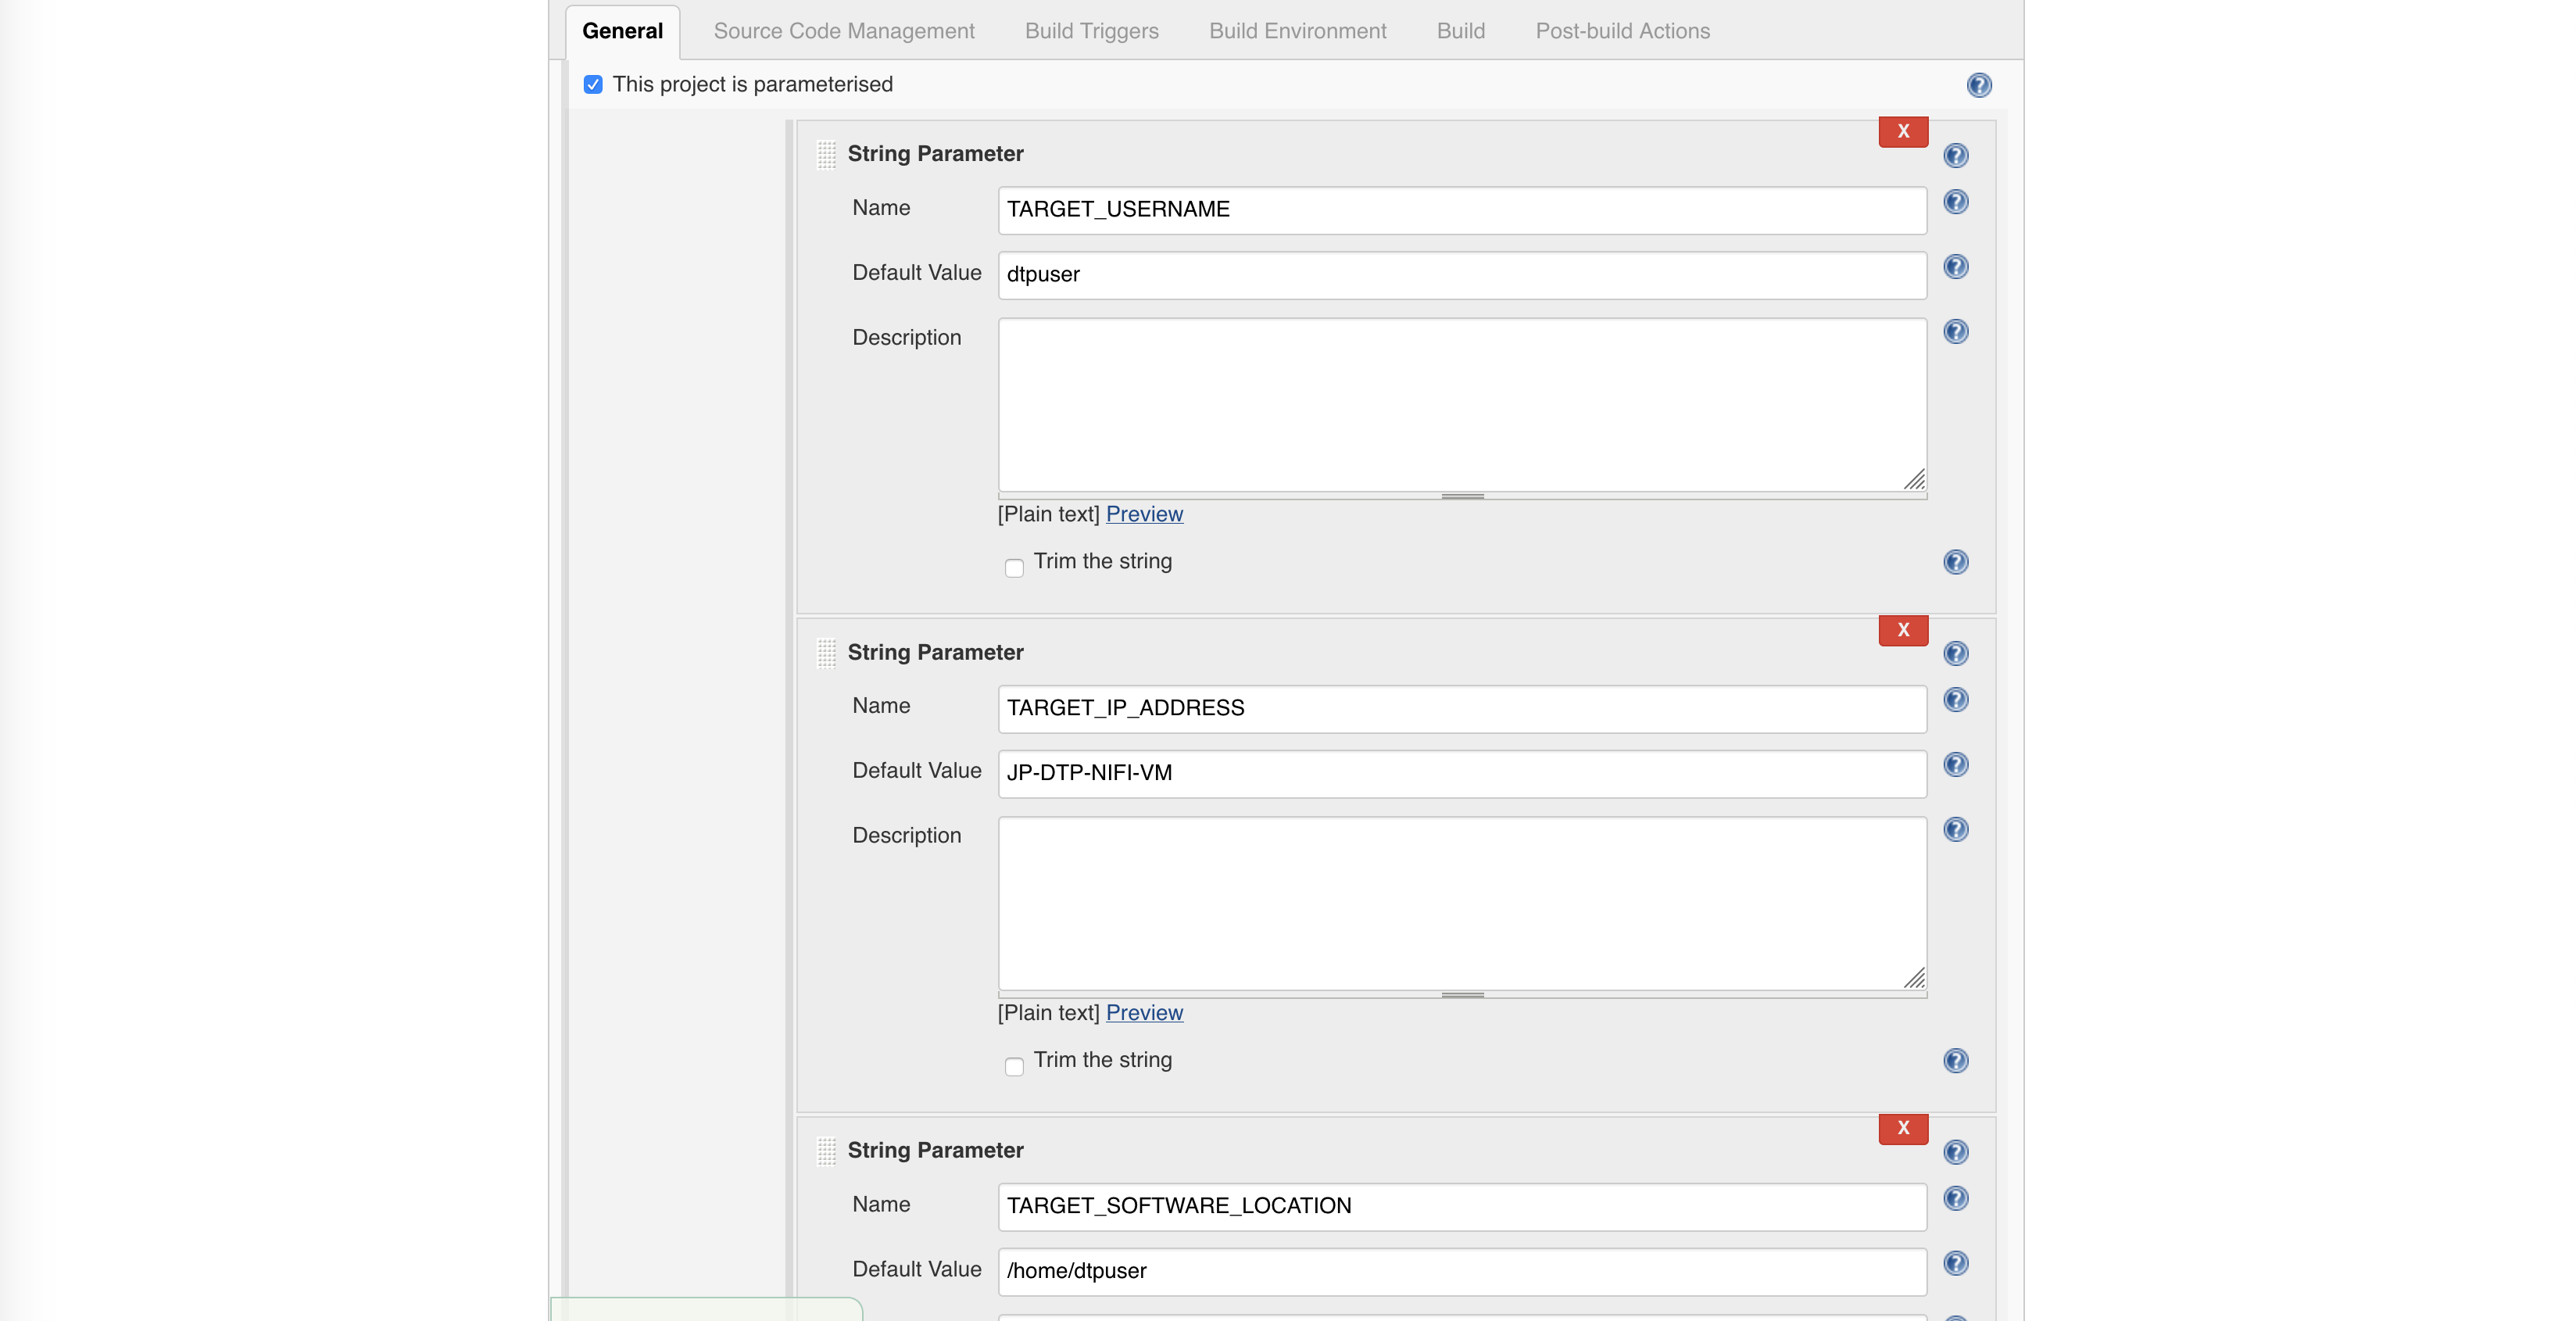 General Source Code Management Build Triggers Build Environment Build Post-build Actions
This project is parameterised
X
String Parameter
Name TARGET_USERNAME
Default Value dtpuser
Description
[Plain text] Preview
Trim the string
X
String Parameter
Name TARGET_IP_ADDRESS
Default Value JP-DTP-NIFI-VM
Description
[Plain text] Preview
Trim the string
X
String Parameter
Name TARGET_SOFTWARE_LOCATION
Default Value /home/dtpuser